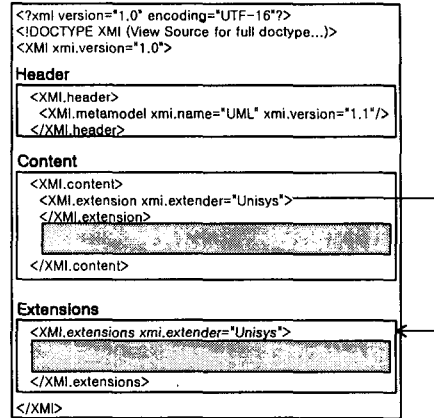 <?xml version="1.0" encoding="UTF-16"?>
<!DOCTYPE XMI (View Source for full doctype...)>
<XMI xmi.version="1.0">
Header
<XMI.header>
<XMI.metamodel xmi.name="UML" xmi.version="1.1"/>
</XMI.header>
Content
<XMI.content>
<XMI.extension xmi.extender="Unisys">
</XMI.extension>
</XMI.content>
Extensions
<XMI.extensions xmi.extender="Unisys">
</XMI.extensions>
</XMI>